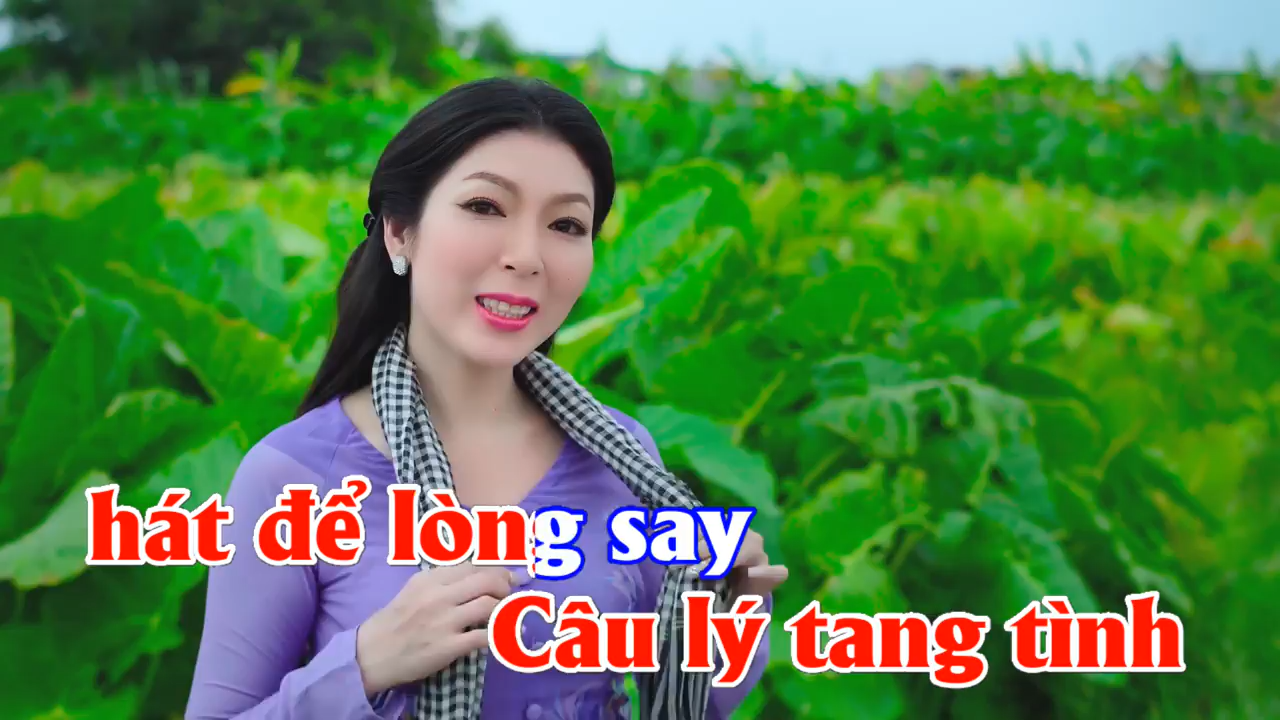 hát để lòng say
Câu lý tang tình